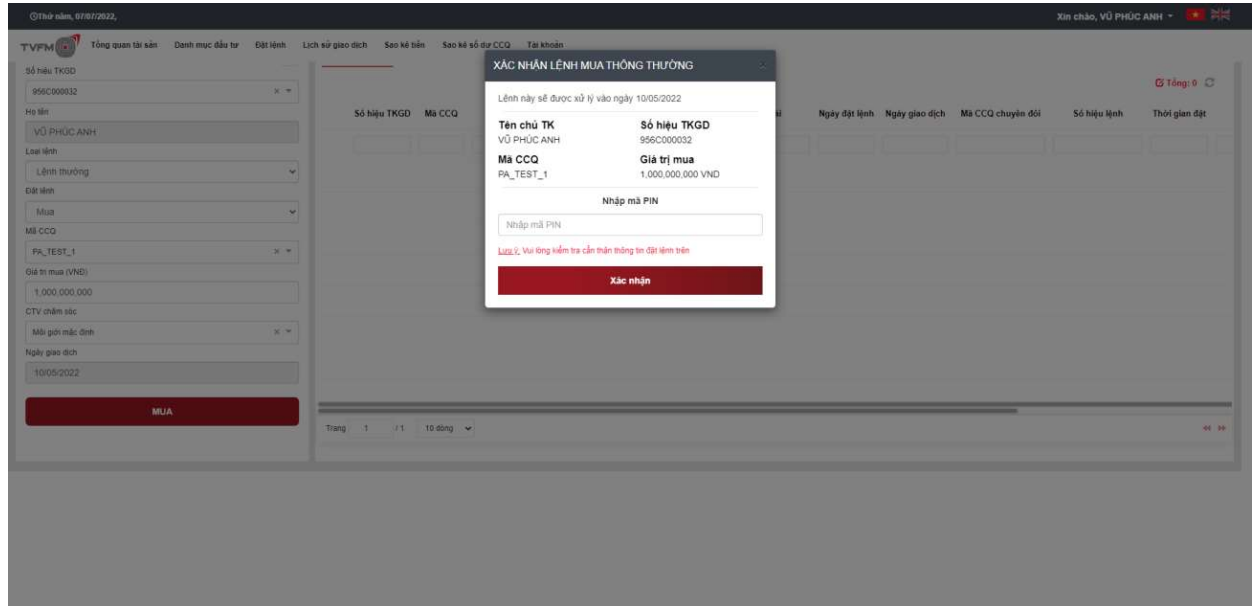 Thứ năm, 07/07/2022,
Xin chào, VŨ PHÚC ANH
TVFM
Tổng quan tài sản Danh mục đầu tư Đặt lệnh Lịch sử giao dịch Sao kê tiền Sao kê số dư CCQ Tài khoản
Số hiệu TKGD
956C000032
Họ tên
VŨ PHÚC ANH
Loại lệnh
Lệnh thường
Đặt lệnh
Mua
Mã CCQ
PA_TEST_1
Giá trị mua (VNĐ)
1,000,000,000
CTV chăm sóc
Môi giới mặc định
Ngày giao dịch
10/05/2022
MUA
Tổng: 0
Số hiệu TKGD Mã CCQ Ngày đặt lệnh Ngày giao dịch Mã CCQ chuyển đổi Số hiệu lệnh Thời gian đặt
Trang 1 / 1 10 dòng
XÁC NHẬN LỆNH MUA THÔNG THƯỜNG
×
Lệnh này sẽ được xử lý vào ngày 10/05/2022
Tên chủ TK Số hiệu TKGD
VŨ PHÚC ANH 956C000032
Mã CCQ Giá trị mua
PA_TEST_1 1,000,000,000 VND
Nhập mã PIN
Nhập mã PIN
Lưu ý: Vui lòng kiểm tra cẩn thận thông tin đặt lệnh trên
Xác nhận